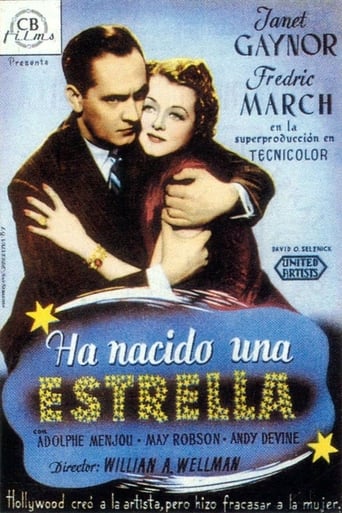 CB
films
Presenta
Janet
GAYNOR
Fredric
MARCH
en la
superproducción en
TECNICOLOR
DAVID O. SELZNICK
UNITED
ARTISTS
Ha nacido una
ESTRELLA
con
ADOLPHE MENJOU - MAY ROBSON - ANDY DEVINE
Director: WILLIAN A. WELLMAN
Hollywood creó a la artista, pero hizo fracasar a la mujer.